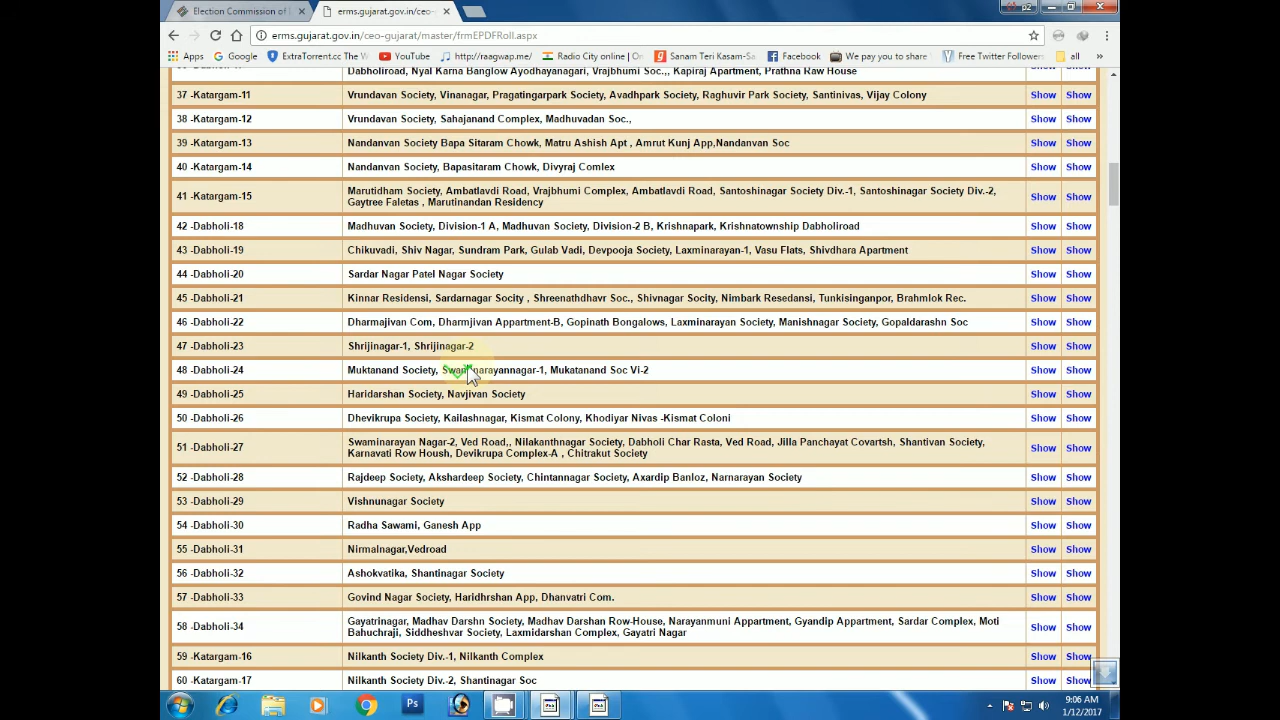 Election Commission of I
erms.gujarat.gov.in/ceo-
p2
erms.gujarat.gov.in/ceo-gujarat/master/frmEPDFRoll.aspx
Apps Google ExtraTorrent.cc The W YouTube http://raagwap.me/ Radio City online | Ind Sanam Teri Kasam-Sa Facebook We pay you to share Free Twitter Followers all »
Dabholiroad, Nyal Karna Banglow Ayodhayanagari, Vrajbhumi Soc.,, Kapiraj Apartment, Prathna Raw House
37 -Katargam-11 Vrundavan Society, Vinanagar, Pragatingarpark Society, Avadhpark Society, Raghuvir Park Society, Santinivas, Vijay Colony Show Show
38 -Katargam-12 Vrundavan Society, Sahajanand Complex, Madhuvadan Soc., Show Show
39 -Katargam-13 Nandanvan Society Bapa Sitaram Chowk, Matru Ashish Apt , Amrut Kunj App,Nandanvan Soc Show Show
40 -Katargam-14 Nandanvan Society, Bapasitaram Chowk, Divyraj Comlex Show Show
41 -Katargam-15 Marutidham Society, Ambatlavdi Road, Vrajbhumi Complex, Ambatlavdi Road, Santoshinagar Society Div.-1, Santoshinagar Society Div.-2, Show Show
Gaytree Faletas , Marutinandan Residency
42 -Dabholi-18 Madhuvan Society, Division-1 A, Madhuvan Society, Division-2 B, Krishnapark, Krishnatownship Dabholiroad Show Show
43 -Dabholi-19 Chikuvadi, Shiv Nagar, Sundram Park, Gulab Vadi, Devpooja Society, Laxminarayan-1, Vasu Flats, Shivdhara Apartment Show Show
44 -Dabholi-20 Sardar Nagar Patel Nagar Society Show Show
45 -Dabholi-21 Kinnar Residensi, Sardarnagar Socity , Shreenathdhavr Soc., Shivnagar Socity, Nimbark Resedansi, Tunkisinganpor, Brahmlok Rec. Show Show
46 -Dabholi-22 Dharmajivan Com, Dharmjivan Appartment-B, Gopinath Bongalows, Laxminarayan Society, Manishnagar Society, Gopaldarashn Soc Show Show
47 -Dabholi-23 Shrijinagar-1, Shrijinagar-2 Show Show
48 -Dabholi-24 Muktanand Society, Swaminarayannagar-1, Mukatanand Soc Vi-2 Show Show
49 -Dabholi-25 Haridarshan Society, Navjivan Society Show Show
50 -Dabholi-26 Dhevikrupa Society, Kailashnagar, Kismat Colony, Khodiyar Nivas -Kismat Coloni Show Show
51 -Dabholi-27 Swaminarayan Nagar-2, Ved Road,, Nilakanthnagar Society, Dabholi Char Rasta, Ved Road, Jilla Panchayat Covartsh, Shantivan Society, Show Show
Karnavati Row Housh, Devikrupa Complex-A , Chitrakut Society
52 -Dabholi-28 Rajdeep Society, Akshardeep Society, Chintannagar Society, Axardip Banloz, Narnarayan Society Show Show
53 -Dabholi-29 Vishnunagar Society Show Show
54 -Dabholi-30 Radha Sawami, Ganesh App Show Show
55 -Dabholi-31 Nirmalnagar,Vedroad Show Show
56 -Dabholi-32 Ashokvatika, Shantinagar Society Show Show
57 -Dabholi-33 Govind Nagar Society, Haridhrshan App, Dhanvatri Com. Show Show
58 -Dabholi-34 Gayatrinagar, Madhav Darshn Society, Madhav Darshan Row-House, Narayanmuni Appartment, Gyandip Appartment, Sardar Complex, Moti Show Show
Bahuchraji, Siddheshvar Society, Laxmidarshan Complex, Gayatri Nagar
59 -Katargam-16 Nilkanth Society Div.-1, Nilkanth Complex Show Show
60 -Katargam-17 Nilkanth Society Div.-2, Shantinagar Soc Show Show
Ps
9:06 AM
1/12/2017